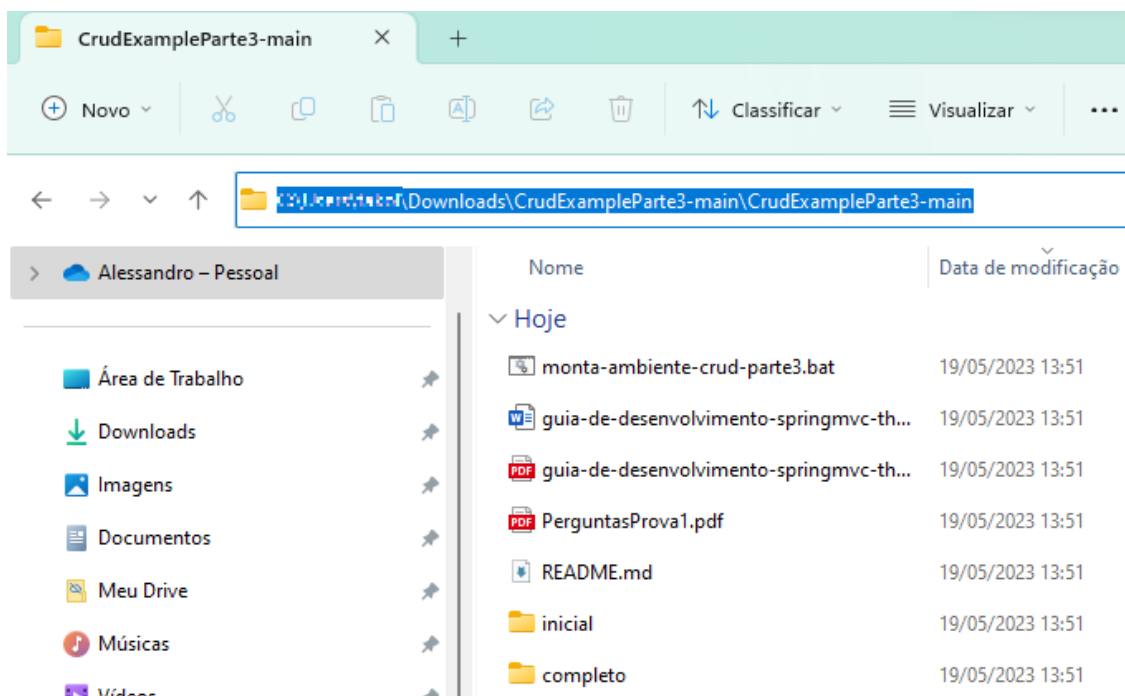 CrudExampleParte3-main
Novo Classificar Visualizar
\Downloads\CrudExampleParte3-main\CrudExampleParte3-main
Alessandro – Pessoal
Nome Data de modificação
Hoje
Área de Trabalho
monta-ambiente-crud-parte3.bat 19/05/2023 13:51
Downloads
guia-de-desenvolvimento-springmvc-th... 19/05/2023 13:51
Imagens
guia-de-desenvolvimento-springmvc-th... 19/05/2023 13:51
Documentos
PerguntasProva1.pdf 19/05/2023 13:51
Meu Drive
README.md 19/05/2023 13:51
Músicas
inicial 19/05/2023 13:51
Vídeos
completo 19/05/2023 13:51